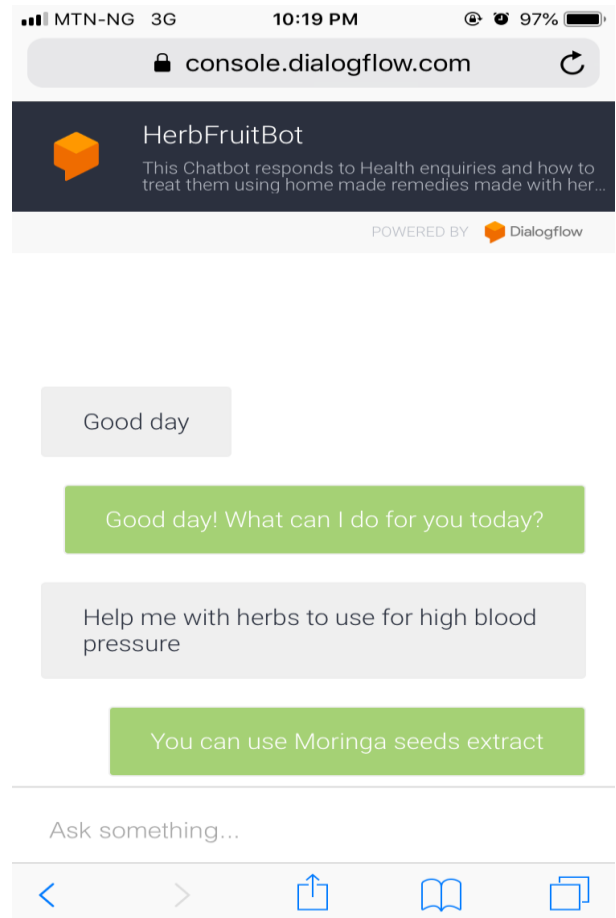 MTN-NG 3G 10:19 PM 97%
console.dialogflow.com
HerbFruitBot
This Chatbot responds to Health enquiries and how to
treat them using home made remedies made with her...
POWERED BY Dialogflow
Good day
Good day! What can I do for you today?
Help me with herbs to use for high blood
pressure
You can use Moringa seeds extract
Ask something...